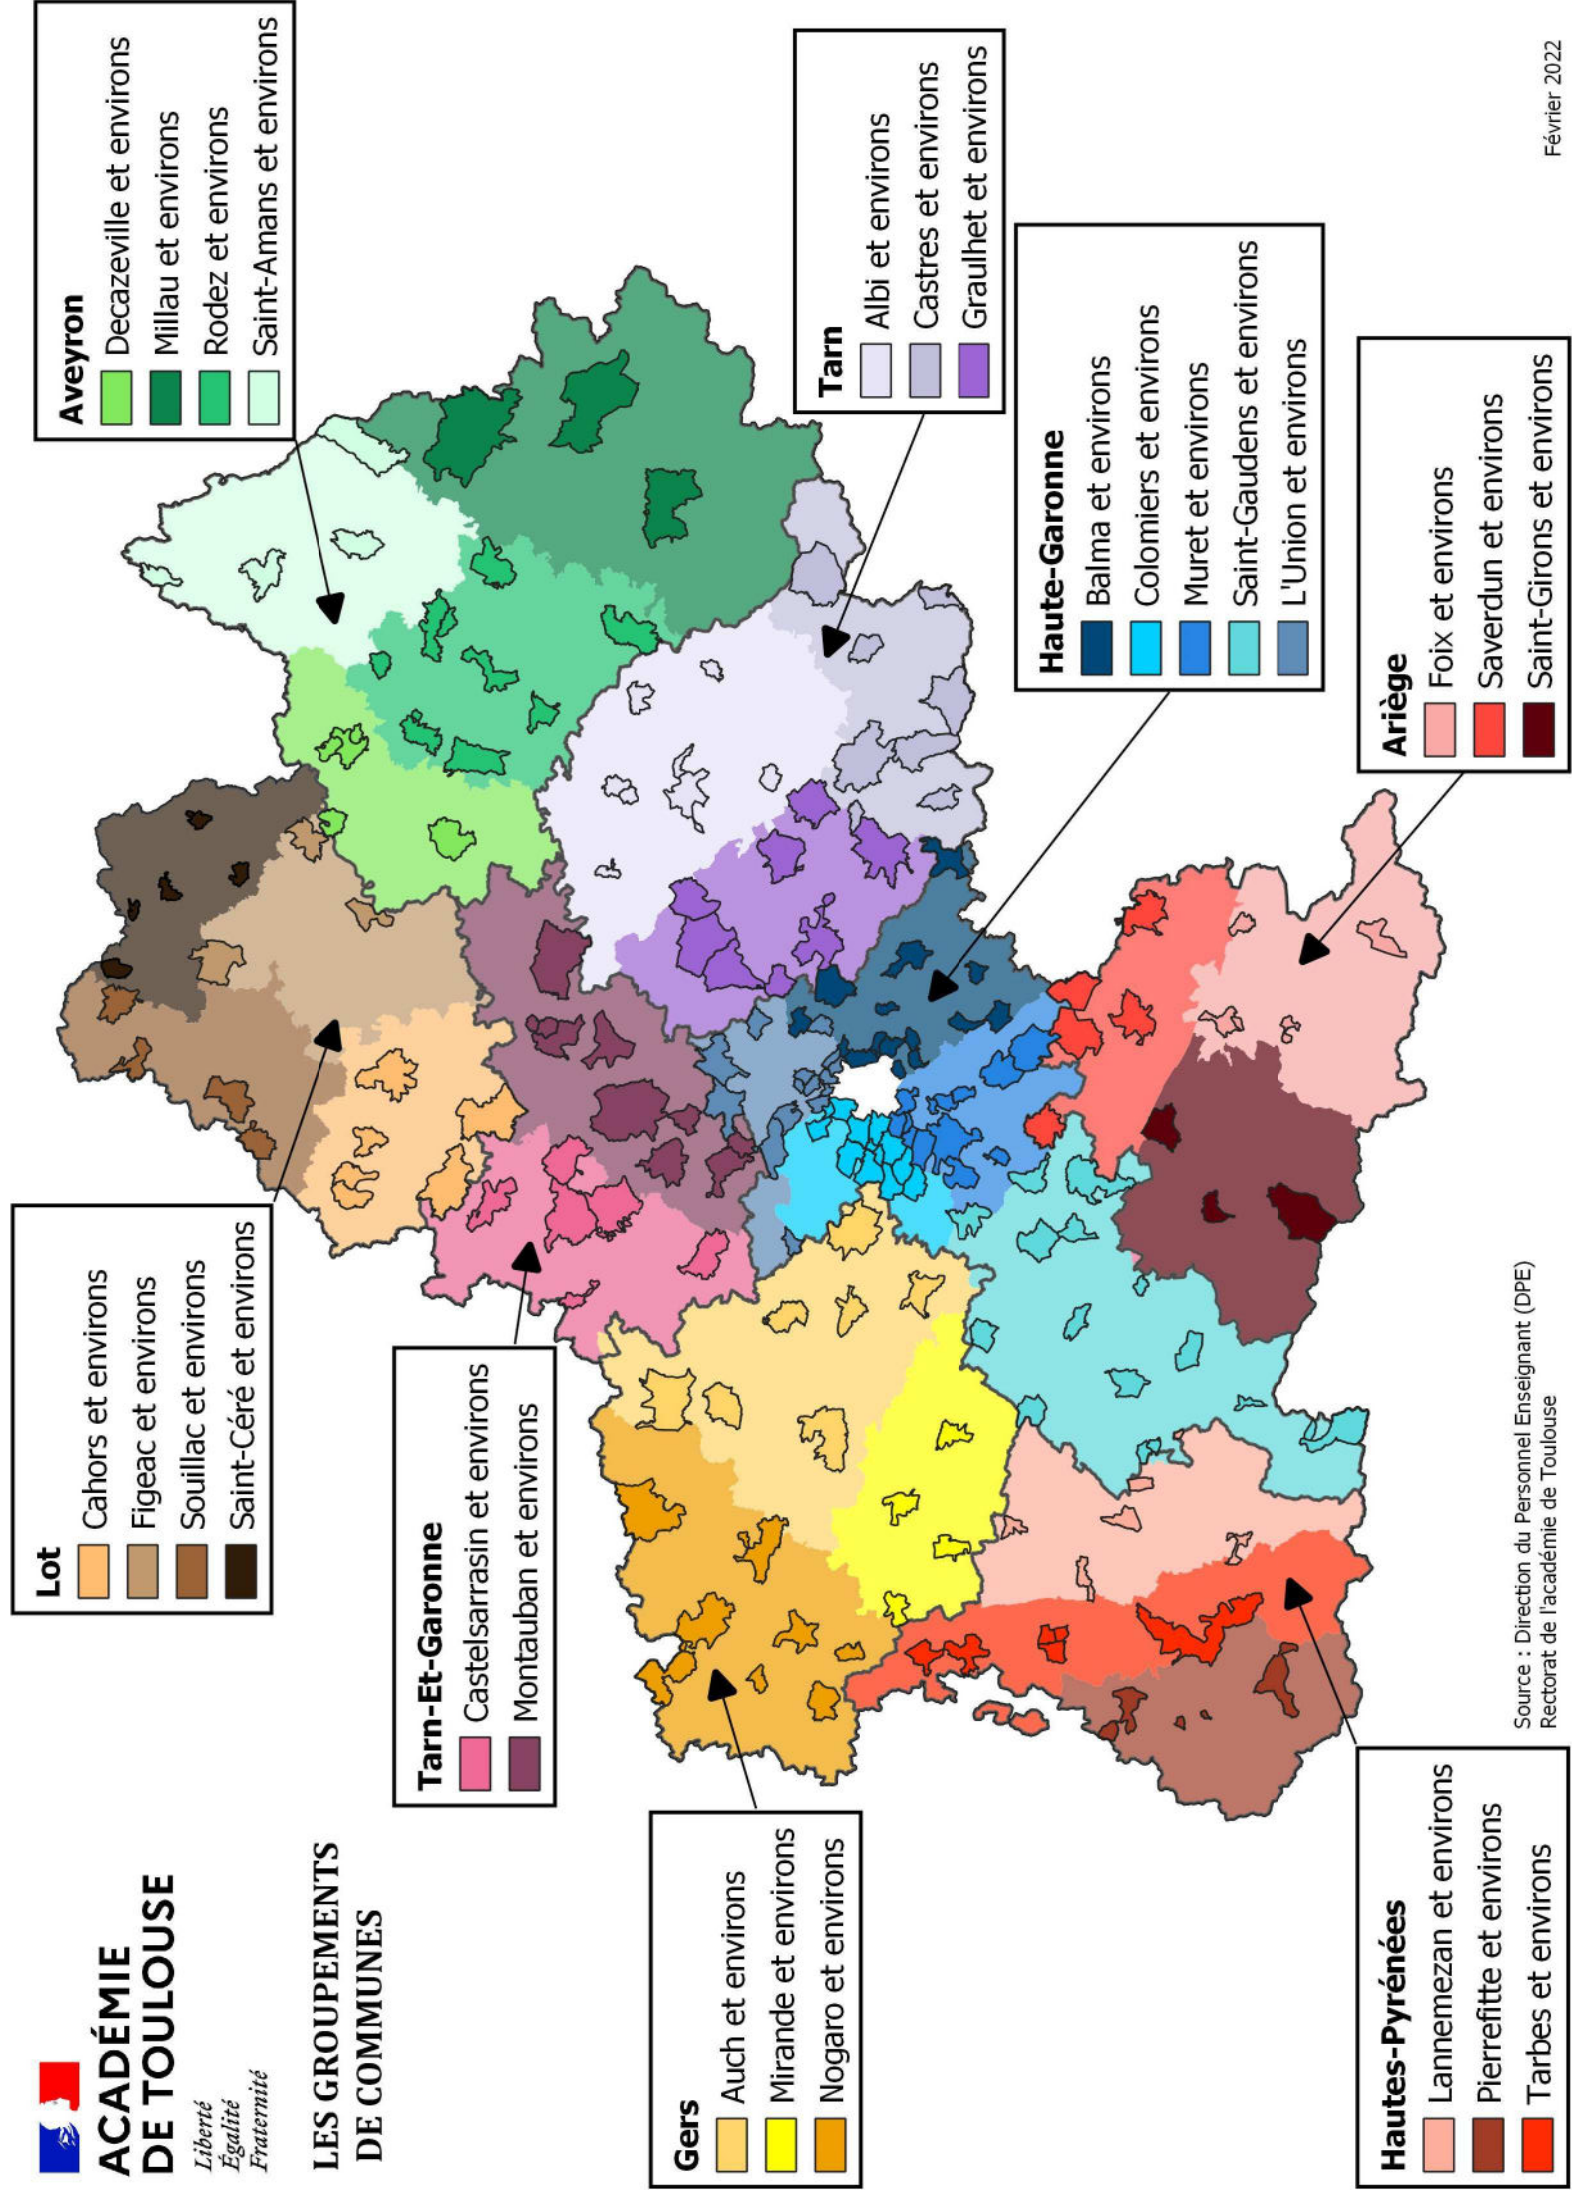 ACADÉMIE
DE TOULOUSE
Liberté
Égalité
Fraternité
LES GROUPEMENTS
DE COMMUNES
Lot
Cahors et environs
Figeac et environs
Souillac et environs
Saint-Céré et environs
Aveyron
Decazeville et environs
Millau et environs
Rodez et environs
Saint-Amans et environs
Tarn-Et-Garonne
Castelsarrasin et environs
Montauban et environs
Tarn
Albi et environs
Castres et environs
Graulhet et environs
Gers
Auch et environs
Mirande et environs
Nogaro et environs
Haute-Garonne
Balma et environs
Colomiers et environs
Muret et environs
Saint-Gaudens et environs
L'Union et environs
Hautes-Pyrénées
Lannemezan et environs
Pierrefitte et environs
Tarbes et environs
Ariège
Foix et environs
Saverdun et environs
Saint-Girons et environs
Source : Direction du Personnel Enseignant (DPE)
Rectorat de l'académie de Toulouse
Février 2022